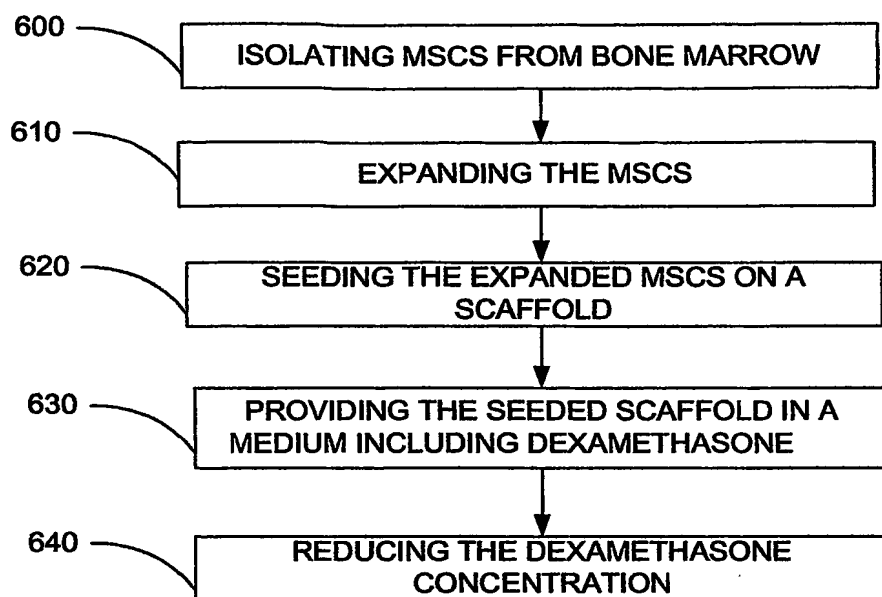 600
ISOLATING MSCS FROM BONE MARROW
610
EXPANDING THE MSCS
620
SEEDING THE EXPANDED MSCS ON A
SCAFFOLD
630
PROVIDING THE SEEDED SCAFFOLD IN A
MEDIUM INCLUDING DEXAMETHASONE
640
REDUCING THE DEXAMETHASONE
CONCENTRATION